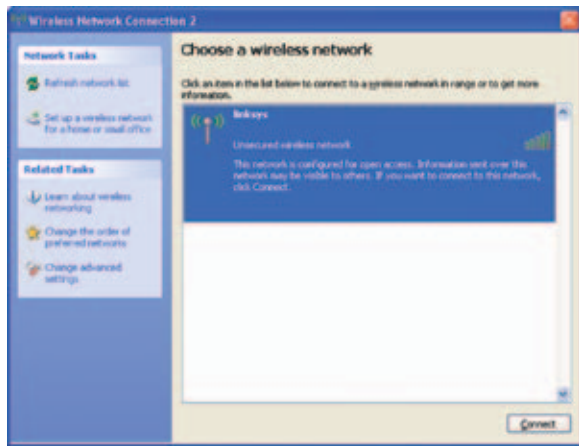 Wireless Network Connection 2
Network Tasks
Refresh network list
Set up a wireless network
for a home or small office
Related Tasks
Learn about wireless
networking
Change the order of
preferred networks
Change advanced
settings
Choose a wireless network
Click an item in the list below to connect to a wireless network in range or to get more
information.
linksys
Unsecured wireless network
This network is configured for open access. Information sent over this
network may be visible to others. If you want to connect to this network,
click Connect.
Connect